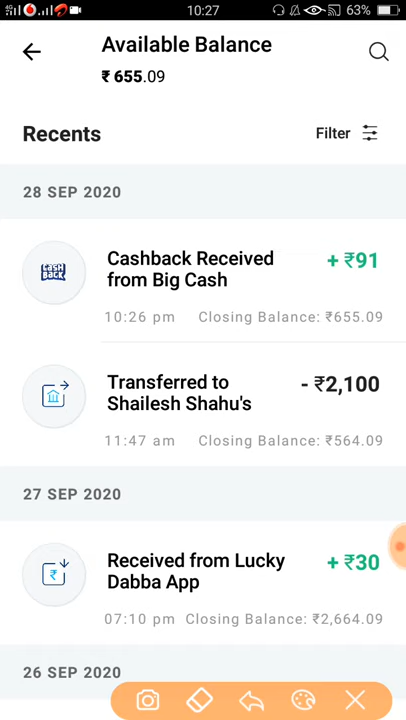 4G 10:27 63%
Available Balance
₹ 655.09
Recents Filter
28 SEP 2020
CASH BACK
Cashback Received + ₹91
from Big Cash
10:26 pm Closing Balance: ₹655.09
Transferred to - ₹2,100
Shailesh Shahu's
11:47 am Closing Balance: ₹564.09
27 SEP 2020
Received from Lucky + ₹30
Dabba App
07:10 pm Closing Balance: ₹2,664.09
26 SEP 2020